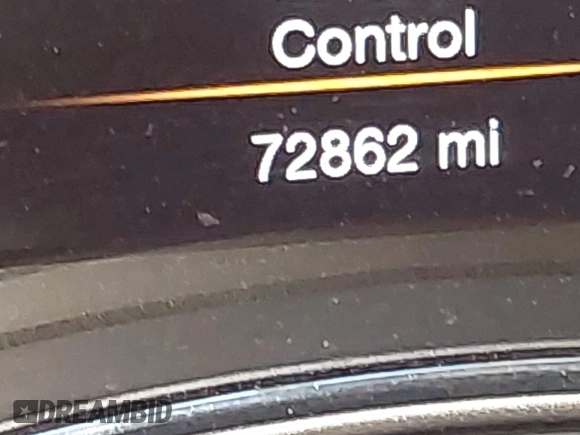 Control
72862 mi
DREAMBID